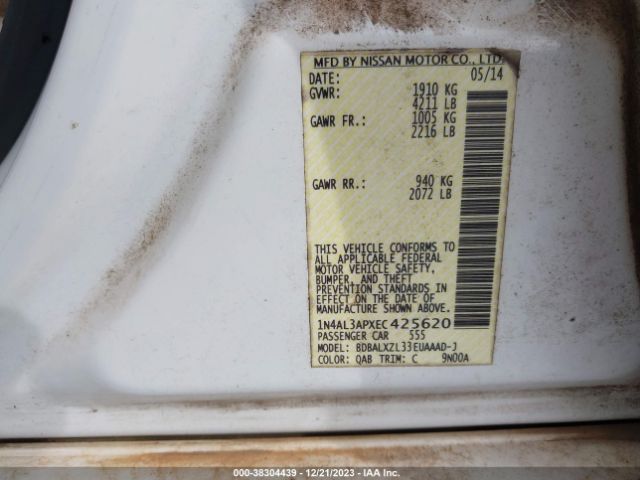 MFD BY NISSAN MOTOR CO., LTD.
DATE: 05/14
GVWR: 1910 KG
4211 LB
GAWR FR.: 1005 KG
2216 LB
GAWR RR.: 940 KG
2072 LB
THIS VEHICLE CONFORMS TO
ALL APPLICABLE FEDERAL
MOTOR VEHICLE SAFETY,
BUMPER, AND THEFT
PREVENTION STANDARDS IN
EFFECT ON THE DATE OF
MANUFACTURE SHOWN ABOVE.
1N4AL3APXEC425620
PASSENGER CAR 555
MODEL: BDBALXZL33EUAAAD-J
COLOR: QAB TRIM: C 9N00A
000-38304439 - 12/21/2023 - IAA Inc.